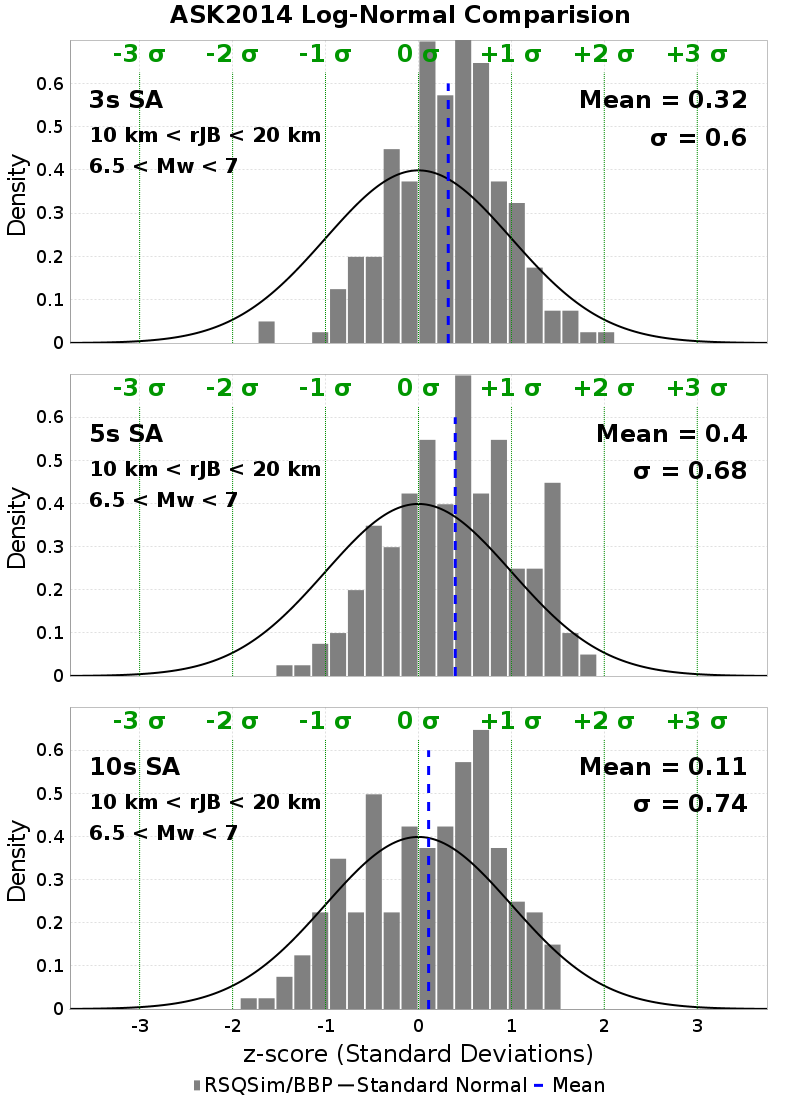 ASK2014 Log-Normal Comparision
-3 σ -2 σ -1 σ 0 σ +1 σ +2 σ +3 σ
3s SA
10 km < rJB < 20 km
6.5 < Mw < 7
Mean = 0.32
σ = 0.6
Density
0.6
0.5
0.4
0.3
0.2
0.1
0
-3 σ -2 σ -1 σ 0 σ +1 σ +2 σ +3 σ
5s SA
10 km < rJB < 20 km
6.5 < Mw < 7
Mean = 0.4
σ = 0.68
Density
0.6
0.5
0.4
0.3
0.2
0.1
0
-3 σ -2 σ -1 σ 0 σ +1 σ +2 σ +3 σ
10s SA
10 km < rJB < 20 km
6.5 < Mw < 7
Mean = 0.11
σ = 0.74
Density
0.6
0.5
0.4
0.3
0.2
0.1
0
-3 -2 -1 0 1 2 3
z-score (Standard Deviations)
RSQSim/BBP Standard Normal Mean